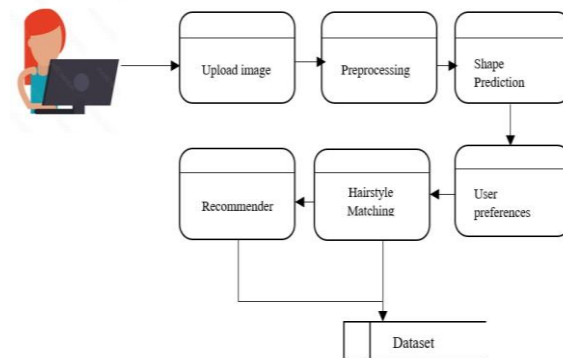 Upload image
Preprocessing
Shape
Prediction
Recommender
Hairstyle
Matching
User
preferences
Dataset